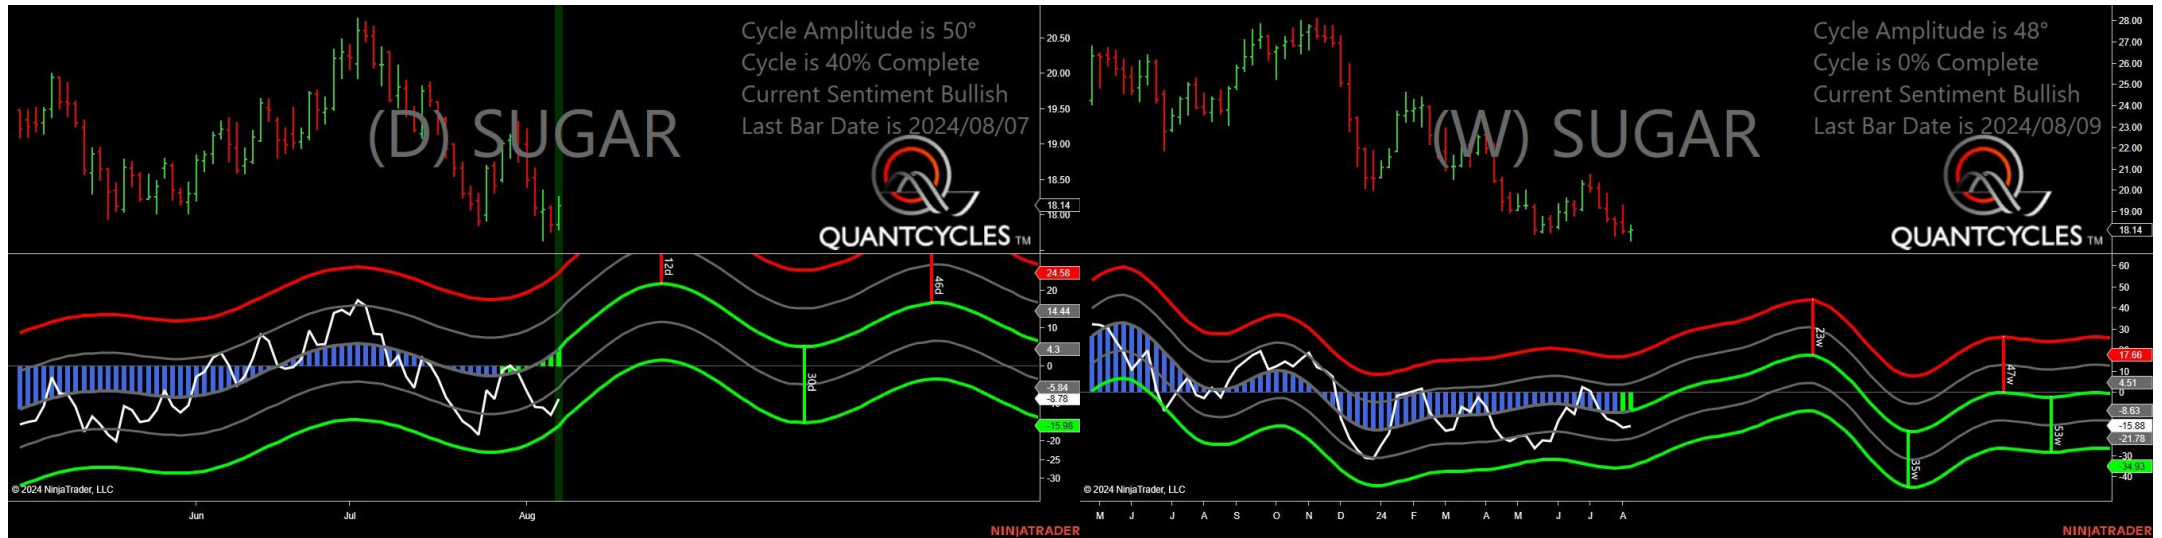 Cycle Amplitude is 50°
Cycle is 40% Complete
Current Sentiment Bullish
Last Bar Date is 2024/08/07
(D) SUGAR
QUANTCYCLES TM
20.50
20.00
19.50
19.00
18.50
18.14
18.00
12d
46d
30d
24.58
20
14.44
10
4.3
0
-5.84
-8.78
-15.98
-20
-25
-30
© 2024 NinjaTrader, LLC
Jun Jul Aug
NINJATRADER
Cycle Amplitude is 48°
Cycle is 0% Complete
Current Sentiment Bullish
Last Bar Date is 2024/08/09
(W) SUGAR
QUANTCYCLES TM
28.00
27.00
26.00
25.00
24.00
23.00
22.00
21.00
20.00
19.00
18.14
23w
47w
35w
53w
60
50
40
30
20
17.66
10
4.51
0
-8.63
-15.88
-21.78
-30
-34.93
-40
© 2024 NinjaTrader, LLC
M J J A S O N D 24 F M A M J J A
NINJATRADER